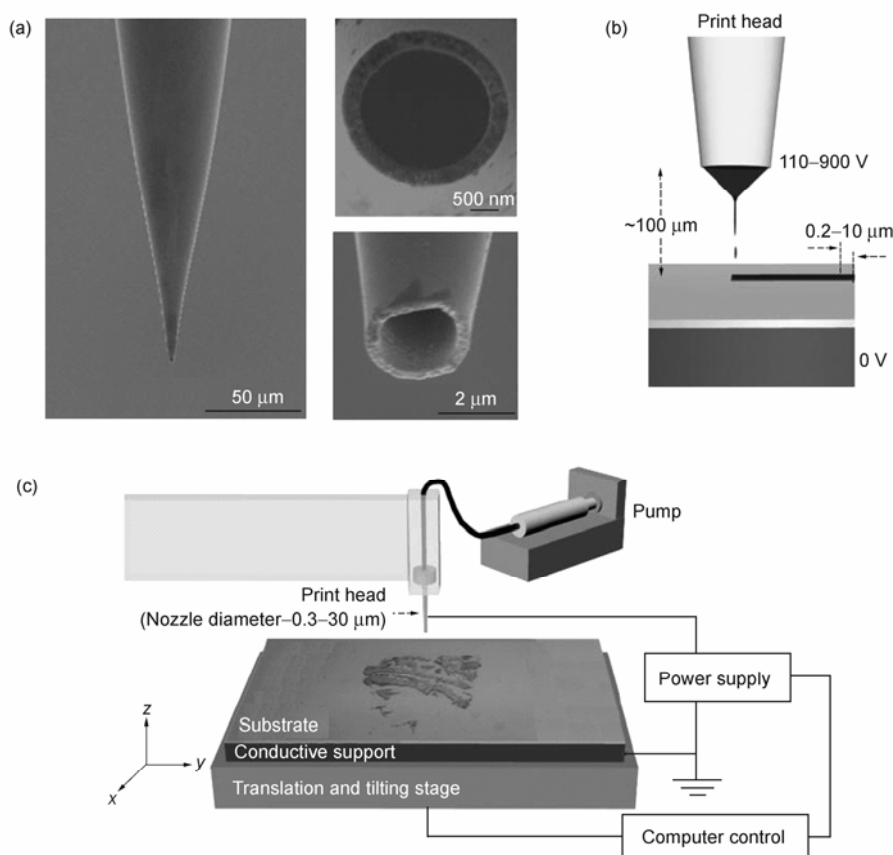 (a)
50 μm
500 nm
2 μm
(b)
Print head
110–900 V
~100 μm
0.2–10 μm
0 V
(c)
Pump
Print head
(Nozzle diameter–0.3–30 μm)
Power supply
Substrate
Conductive support
Translation and tilting stage
Computer control
z
y
x